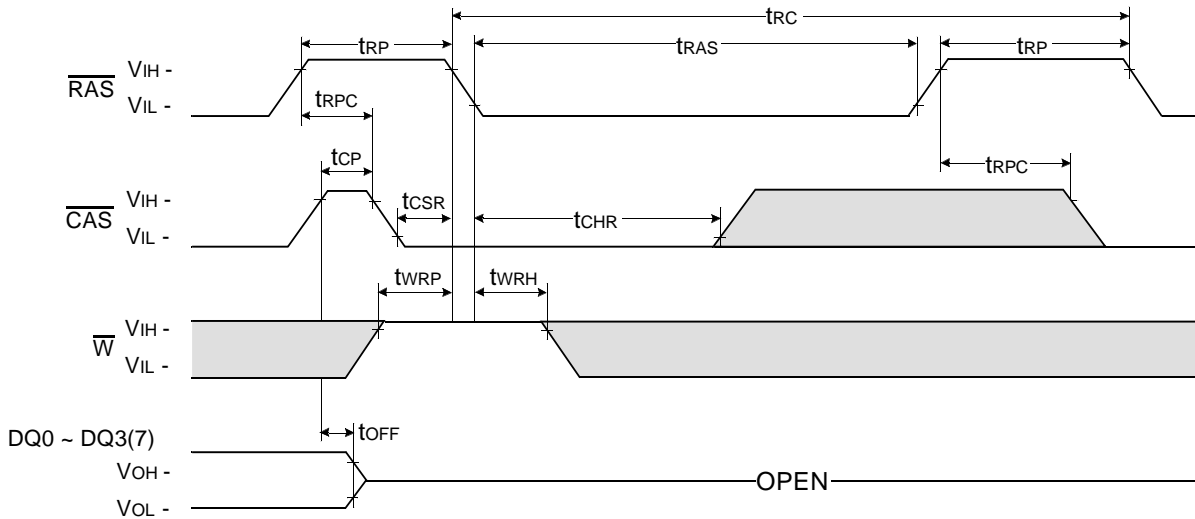 tRC
tRP
tRAS
tRP
RAS
VIH -
VIL -
tRPC
tCP
tRPC
CAS
VIH -
VIL -
tCSR
tCHR
tWRP
tWRH
W
VIH -
VIL -
tOFF
DQ0 ~ DQ3(7)
VOH -
VOL -
OPEN